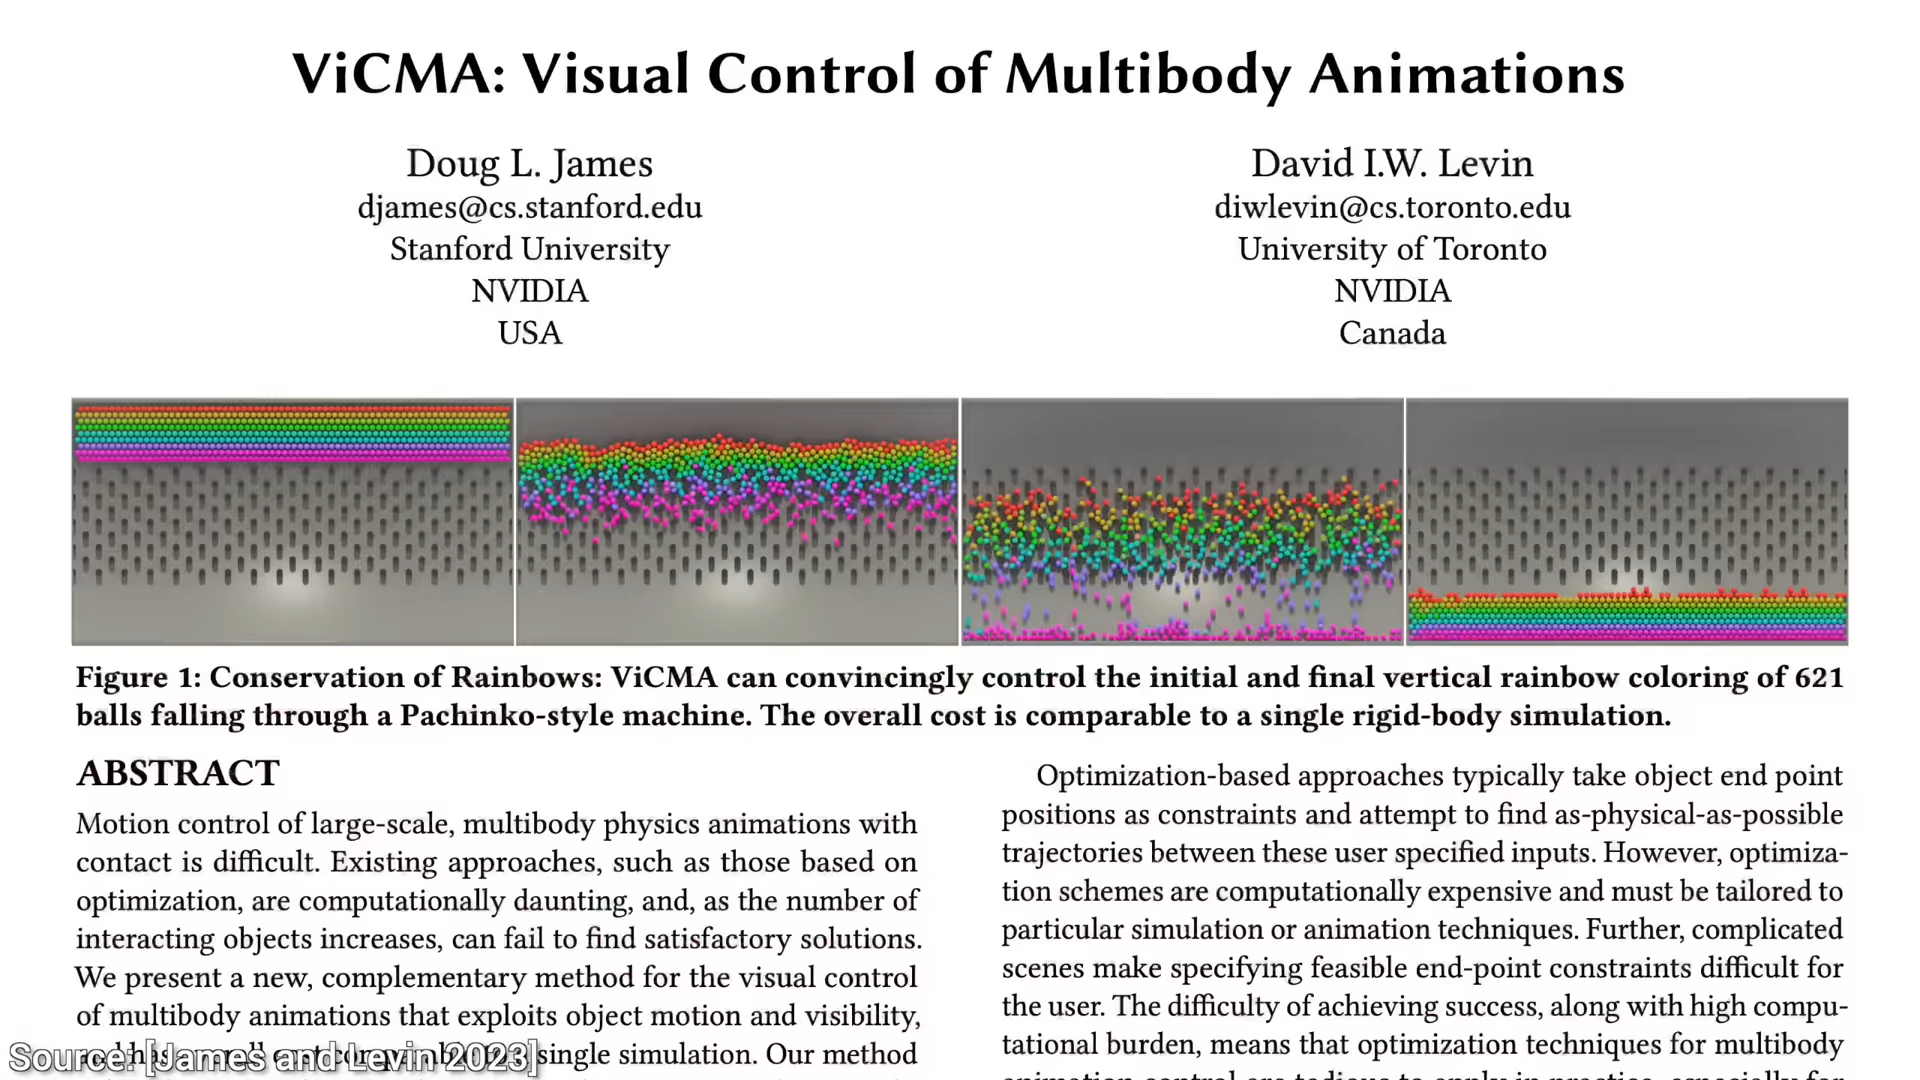 ViCMA: Visual Control of Multibody Animations
Doug L. James
djames@cs.stanford.edu
Stanford University
NVIDIA
USA
David I.W. Levin
diwlevin@cs.toronto.edu
University of Toronto
NVIDIA
Canada
Figure 1: Conservation of Rainbows: ViCMA can convincingly control the initial and final vertical rainbow coloring of 621
balls falling through a Pachinko-style machine. The overall cost is comparable to a single rigid-body simulation.
ABSTRACT
Motion control of large-scale, multibody physics animations with
contact is difficult. Existing approaches, such as those based on
optimization, are computationally daunting, and, as the number of
interacting objects increases, can fail to find satisfactory solutions.
We present a new, complementary method for the visual control
of multibody animations that exploits object motion and visibility,
single simulation. Our method
Optimization-based approaches typically take object end point
positions as constraints and attempt to find as-physical-as-possible
trajectories between these user specified inputs. However, optimiza-
tion schemes are computationally expensive and must be tailored to
particular simulation or animation techniques. Further, complicated
scenes make specifying feasible end-point constraints difficult for
the user. The difficulty of achieving success, along with high compu-
tational burden, means that optimization techniques for multibody
Source: [James and Levin 2023]